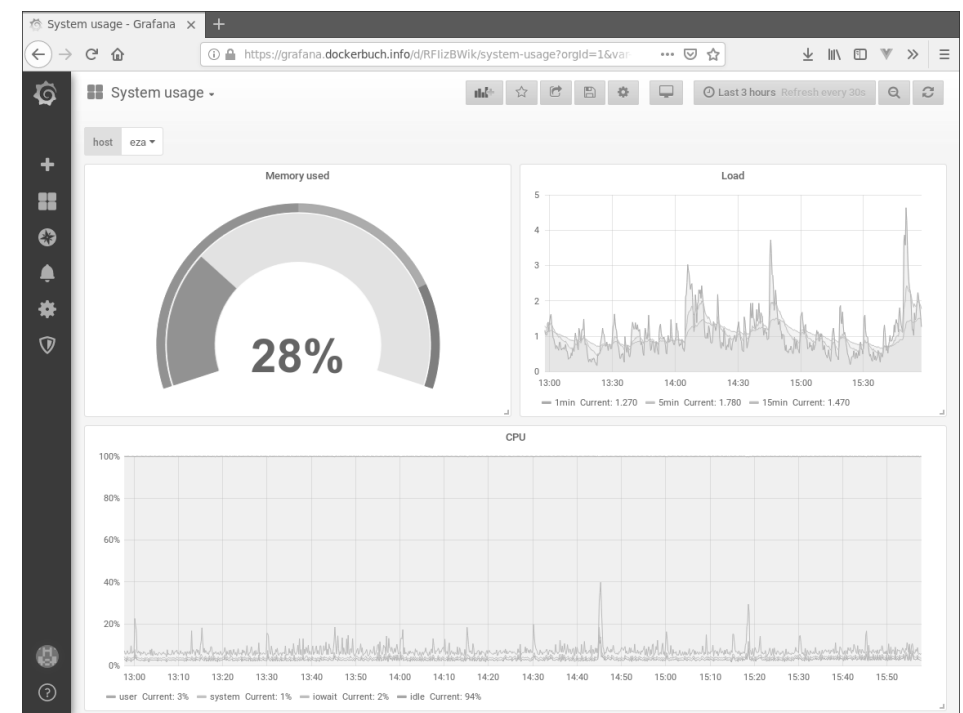 System usage - Grafana × +
https://grafana.dockerbuch.info/d/RFIizBWik/system-usage?orgId=1&var
System usage
Last 3 hours Refresh every 30s
host eza
Memory used
28%
Load
5
4
3
2
1
0
13:00 13:30 14:00 14:30 15:00 15:30
1min Current: 1.270 5min Current: 1.780 15min Current: 1.470
CPU
100%
80%
60%
40%
20%
0%
13:00 13:10 13:20 13:30 13:40 13:50 14:00 14:10 14:20 14:30 14:40 14:50 15:00 15:10 15:20 15:30 15:40 15:50
user Current: 3% system Current: 1% iowait Current: 2% idle Current: 94%